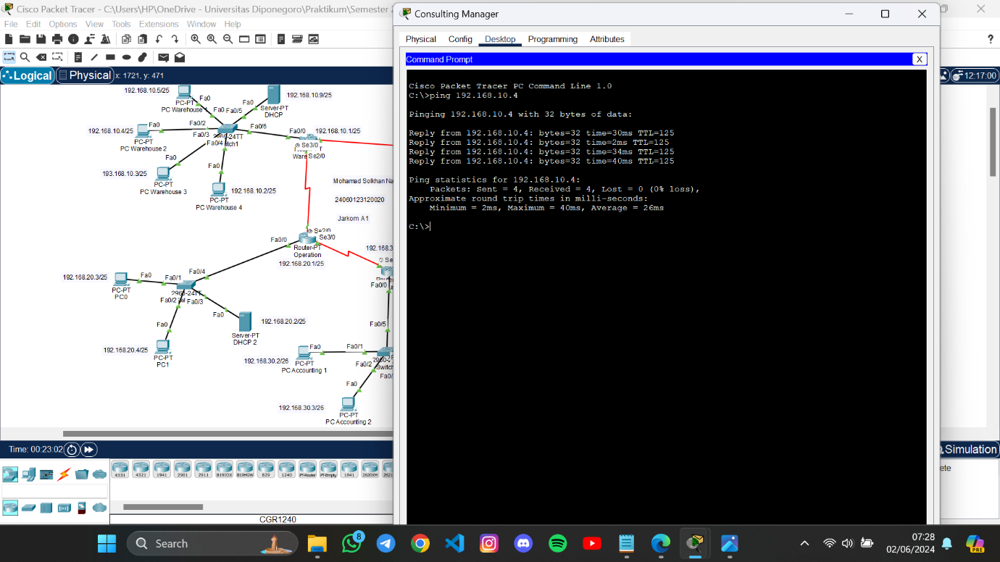 Cisco Packet Tracer - C:\Users\HP\OneDrive - Universitas Diponegoro\Praktikum\Semester
File Edit Options View Tools Extensions Window Help
?
Logical
Physical
x: 1721, y: 471
12:17:00
192.168.10.5/25
Fa0
PC-PT
PC Warehouse 1
Fa0
Fa0/5
Fa0
192.168.10.9/25
Server-PT
DHCP
192.168.10.4/25
Fa0
PC-PT
PC Warehouse 2
Fa0/2
Fa0/3
Fa0/4
Fa0/6
Fa0/0
192.168.10.1/25
Se3/0
Se2/0
193.168.10.3/25
Fa0
PC-PT
PC Warehouse 3
Fa0
192.168.10.2/25
PC-PT
PC Warehouse 4
Mohamad Solkhan Na
24060123120020
Jarkom A1
Se2/0
Se3/0
Fa0/0
Router-PT
Operation
192.168.20.1/25
192.168.3
Fa0/0
192.168.20.3/25
Fa0
PC-PT
PC0
Fa0/1
Fa0/4
Fa0/2
Fa0/3
Fa0
192.168.20.2/25
Server-PT
DHCP 2
Fa0
192.168.20.4/25
PC-PT
PC1
Fa0/5
Fa0
Fa0/1
192.168.30.2/26
PC-PT
PC Accounting 1
Fa0/2
Fa0
192.168.30.3/26
PC-PT
PC Accounting 2
Time: 00:23:02
Simulation
4331 4321 1941 2901 2911 819IOX 819HGW 829 1240 PT-Router PT-Empty 1841 2620XM
CGR1240
Consulting Manager
Physical Config Desktop Programming Attributes
Command Prompt
X
Cisco Packet Tracer PC Command Line 1.0
C:\>ping 192.168.10.4
Pinging 192.168.10.4 with 32 bytes of data:
Reply from 192.168.10.4: bytes=32 time=30ms TTL=125
Reply from 192.168.10.4: bytes=32 time=2ms TTL=125
Reply from 192.168.10.4: bytes=32 time=34ms TTL=125
Reply from 192.168.10.4: bytes=32 time=40ms TTL=125
Ping statistics for 192.168.10.4:
Packets: Sent = 4, Received = 4, Lost = 0 (0% loss),
Approximate round trip times in milli-seconds:
Minimum = 2ms, Maximum = 40ms, Average = 26ms
C:\>
Search
8
07:28
02/06/2024
PRE